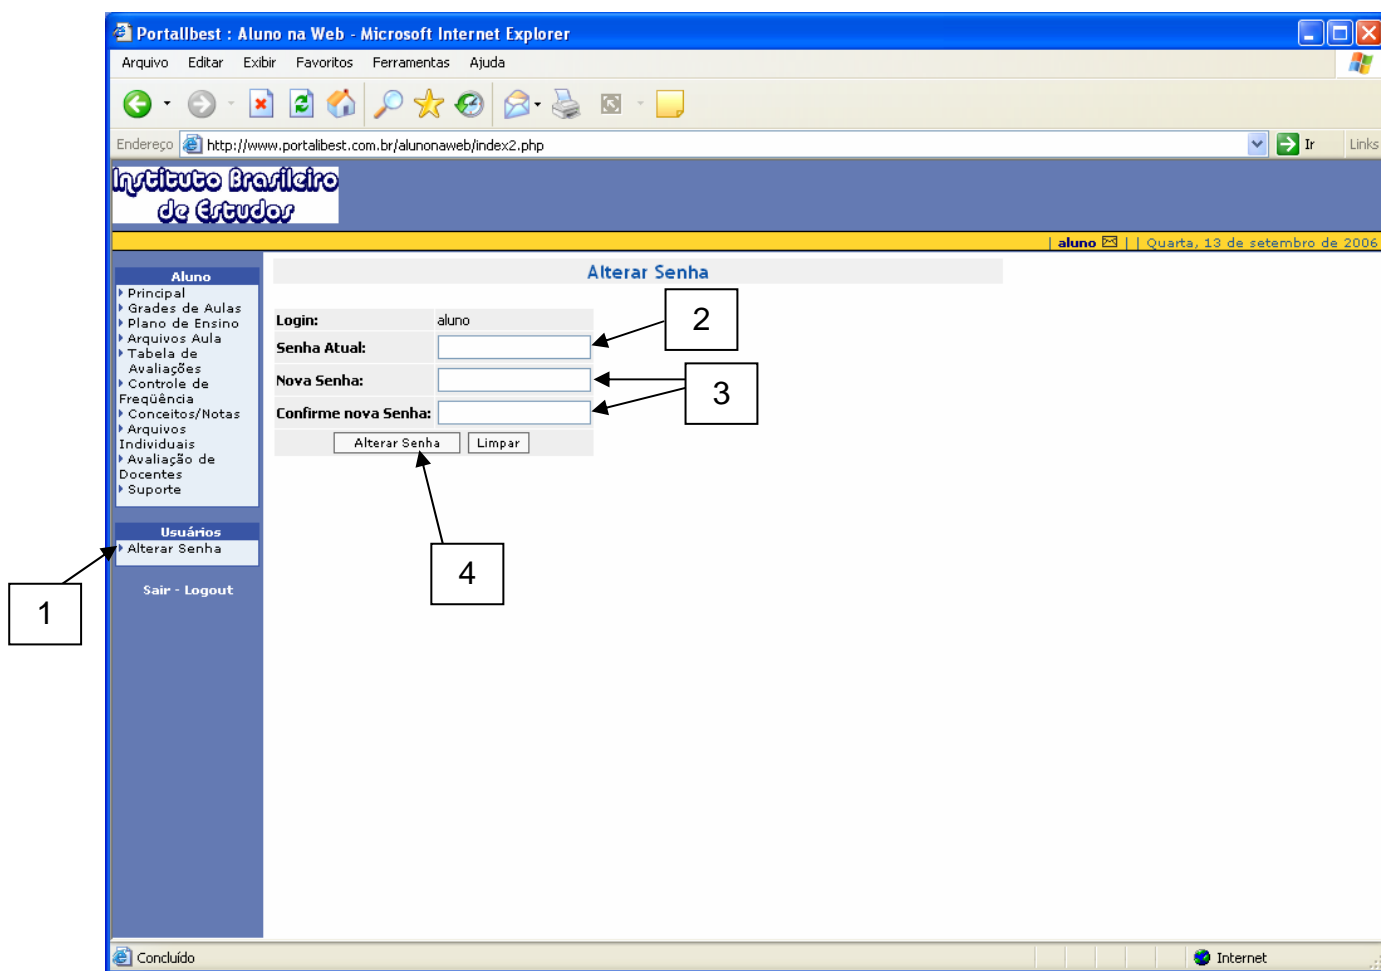 Portallbest : Aluno na Web - Microsoft Internet Explorer
Arquivo Editar Exibir Favoritos Ferramentas Ajuda
Endereço http://www.portalibest.com.br/alunonaweb/index2.php Ir Links
Instituto Brasileiro
de Estudos
| aluno | | Quarta, 13 de setembro de 2006
Aluno
Principal
Grades de Aulas
Plano de Ensino
Arquivos Aula
Tabela de
Avaliações
Controle de
Freqüência
Conceitos/Notas
Arquivos
Individuais
Avaliação de
Docentes
Suporte
Usuários
Alterar Senha
Sair - Logout
1
Alterar Senha
Login: aluno
Senha Atual:
2
Nova Senha:
3
Confirme nova Senha:
Alterar Senha Limpar
4
Concluído Internet